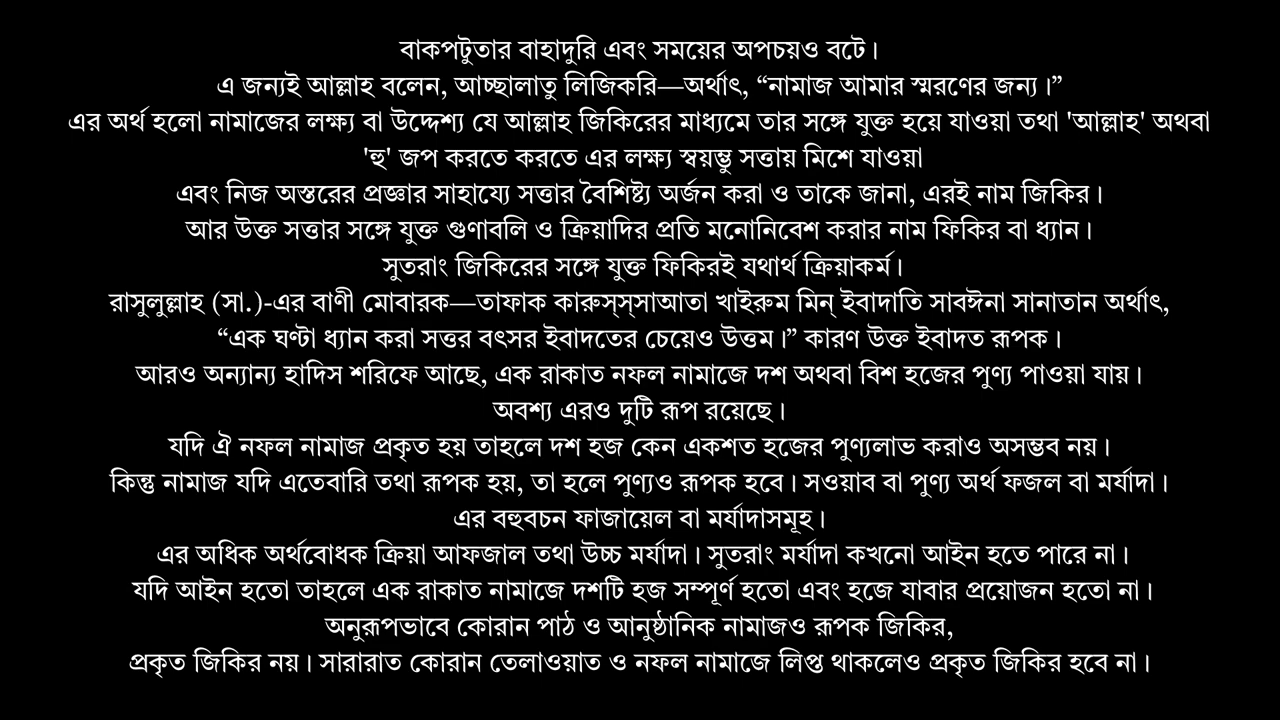 বাকপটুতার বাহাদুরি এবং সময়ের অপচয়ও বটে।
এ জন্যই আল্লাহ বলেন, আচ্ছালাতু লিজিকরি—অর্থাৎ, “নামাজ আমার স্মরণের জন্য।”
এর অর্থ হলো নামাজের লক্ষ্য বা উদ্দেশ্য যে আল্লাহ জিকিরের মাধ্যমে তার সঙ্গে যুক্ত হয়ে যাওয়া তথা 'আল্লাহ' অথবা
'হু' জপ করতে করতে এর লক্ষ্য স্বয়ম্ভু সত্তায় মিশে যাওয়া
এবং নিজ অস্তরের প্রজ্ঞার সাহায্যে সত্তার বৈশিষ্ট্য অর্জন করা ও তাকে জানা, এরই নাম জিকির।
আর উক্ত সত্তার সঙ্গে যুক্ত গুণাবলি ও ক্রিয়াদির প্রতি মনোনিবেশ করার নাম ফিকির বা ধ্যান।
সুতরাং জিকিরের সঙ্গে যুক্ত ফিকিরই যথার্থ ক্রিয়াকর্ম।
রাসুলুল্লাহ (সা.)-এর বাণী মোবারক—তাফাক কারুস্‌স্‌সাআতা খাইরুম মিন্ ইবাদাতি সাবঈনা সানাতান অর্থাৎ,
“এক ঘণ্টা ধ্যান করা সত্তর বৎসর ইবাদতের চেয়েও উত্তম।” কারণ উক্ত ইবাদত রূপক।
আরও অন্যান্য হাদিস শরিফে আছে, এক রাকাত নফল নামাজে দশ অথবা বিশ হজের পুণ্য পাওয়া যায়।
অবশ্য এরও দুটি রূপ রয়েছে।
যদি ঐ নফল নামাজ প্রকৃত হয় তাহলে দশ হজ কেন একশত হজের পুণ্যলাভ করাও অসম্ভব নয়।
কিন্তু নামাজ যদি এতেবারি তথা রূপক হয়, তা হলে পুণ্যও রূপক হবে। সওয়াব বা পুণ্য অর্থ ফজল বা মর্যাদা।
এর বহুবচন ফাজায়েল বা মর্যাদাসমূহ।
এর অধিক অর্থবোধক ক্রিয়া আফজাল তথা উচ্চ মর্যাদা। সুতরাং মর্যাদা কখনো আইন হতে পারে না।
যদি আইন হতো তাহলে এক রাকাত নামাজে দশটি হজ সম্পূর্ণ হতো এবং হজে যাবার প্রয়োজন হতো না।
অনুরূপভাবে কোরান পাঠ ও আনুষ্ঠানিক নামাজও রূপক জিকির,
প্রকৃত জিকির নয়। সারারাত কোরান তেলাওয়াত ও নফল নামাজে লিপ্ত থাকলেও প্রকৃত জিকির হবে না।